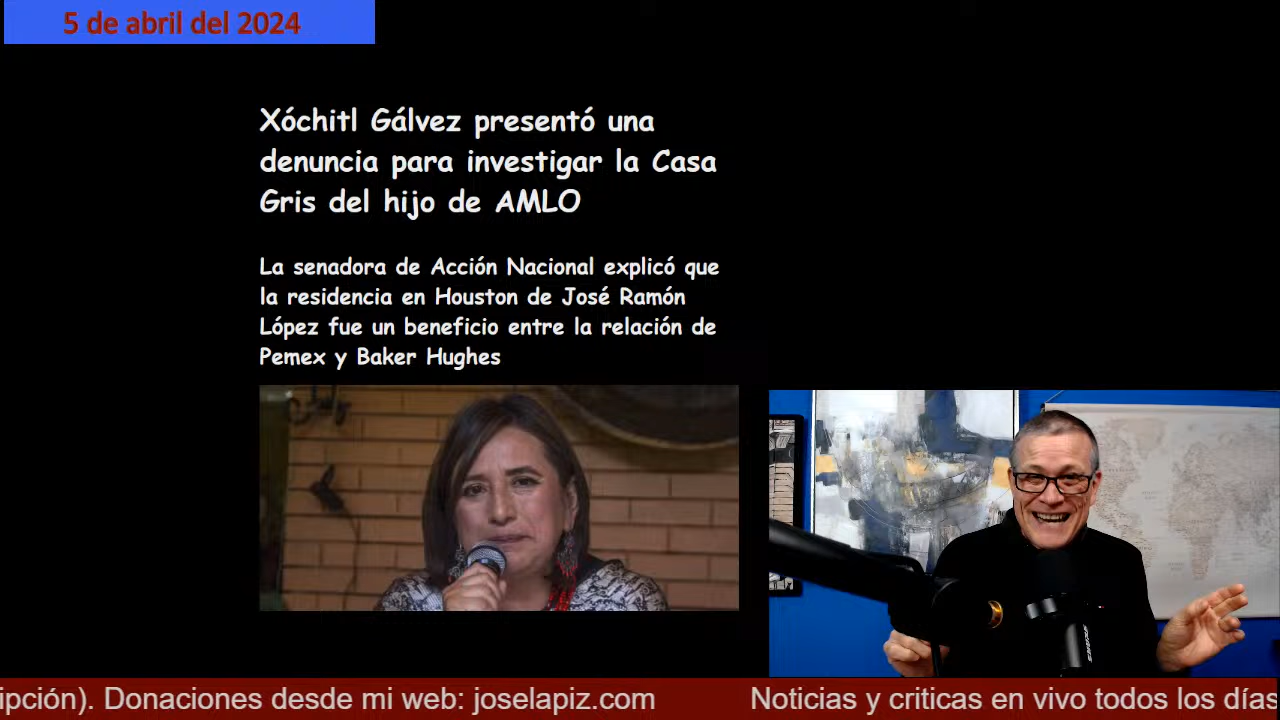 5 de abril del 2024
Xóchitl Gálvez presentó una
denuncia para investigar la Casa
Gris del hijo de AMLO
La senadora de Acción Nacional explicó que
la residencia en Houston de José Ramón
López fue un beneficio entre la relación de
Pemex y Baker Hughes
ipción). Donaciones desde mi web: joselapiz.com Noticias y criticas en vivo todos los días